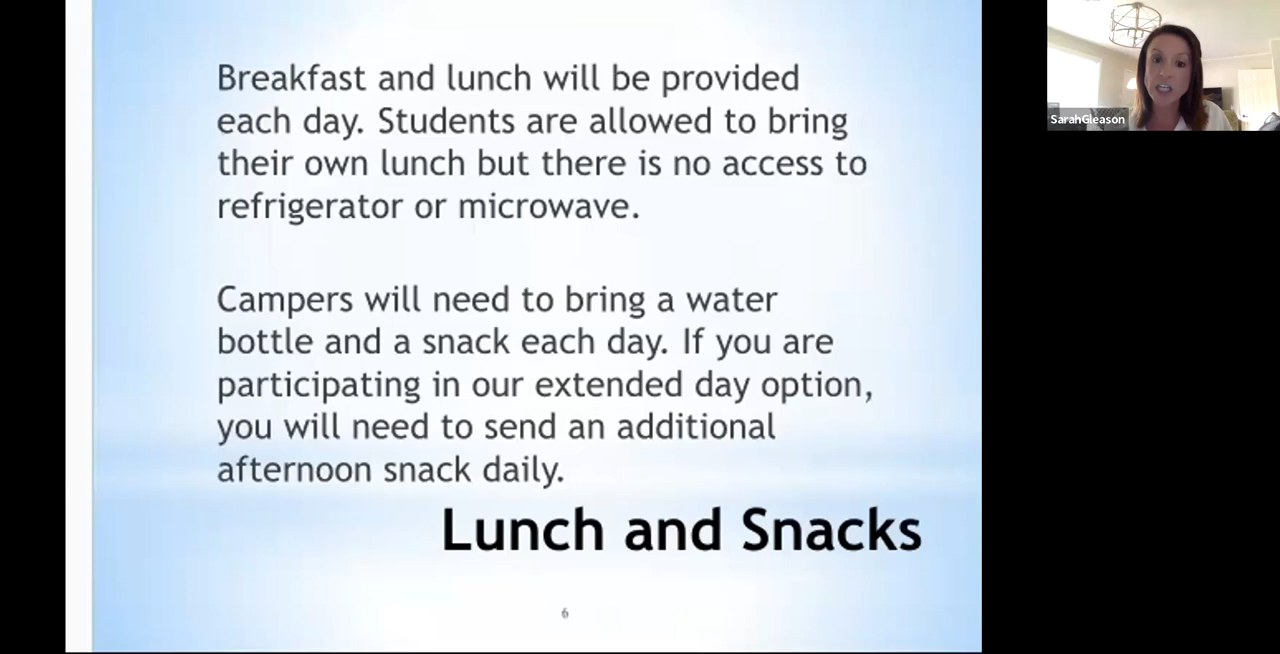 Breakfast and lunch will be provided
each day. Students are allowed to bring
their own lunch but there is no access to
refrigerator or microwave.
Campers will need to bring a water
bottle and a snack each day. If you are
participating in our extended day option,
you will need to send an additional
afternoon snack daily.
Lunch and Snacks
6
SarahGleason